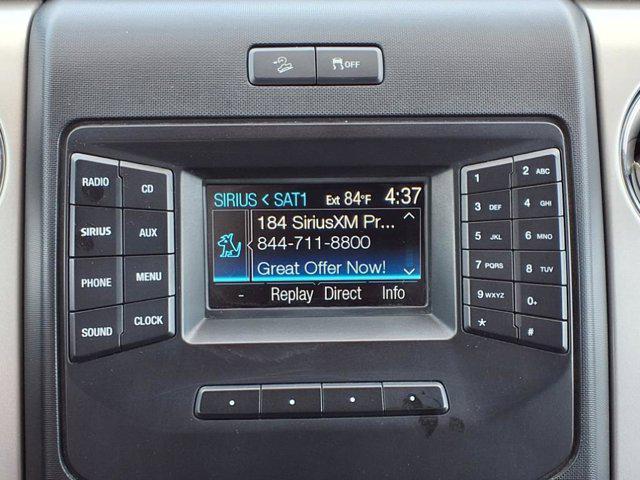 OFF
RADIO CD
SIRIUS AUX
PHONE MENU
SOUND CLOCK
SIRIUS < SAT1 Ext 84°F 4:37
184 SiriusXM Pr...
844-711-8800
Great Offer Now!
- Replay Direct Info
1 2 ABC
3 DEF 4 GHI
5 JKL 6 MNO
7 PQRS 8 TUV
9 WXYZ 0+
* #